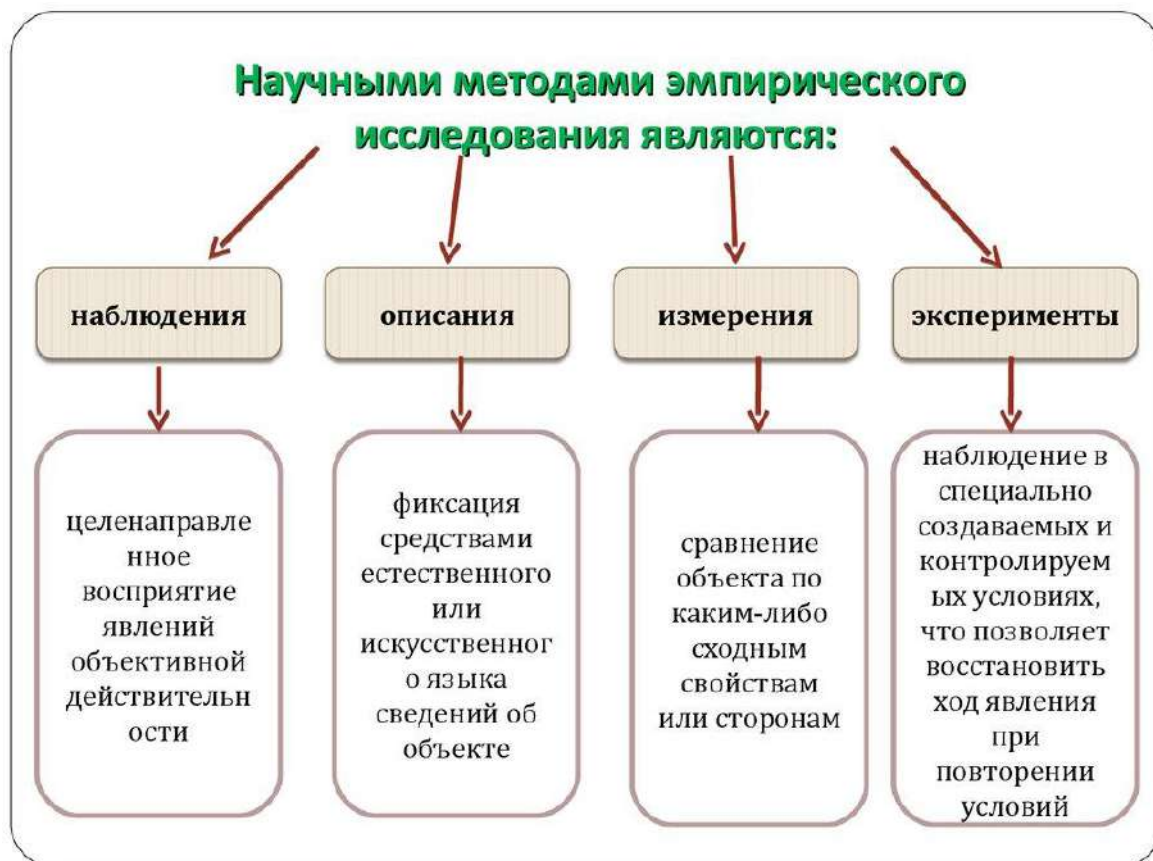 Научными методами эмпирического
исследования являются:
наблюдения
описания
измерения
эксперименты
целенаправле
нное
восприятие
явлений
объективной
действительн
ости
фиксация
средствами
естественного
или
искусственног
о языка
сведений об
объекте
сравнение
объекта по
каким-либо
сходным
свойствам
или сторонам
наблюдение в
специально
создаваемых и
контролируем
ых условиях,
что позволяет
восстановить
ход явления
при
повторении
условий